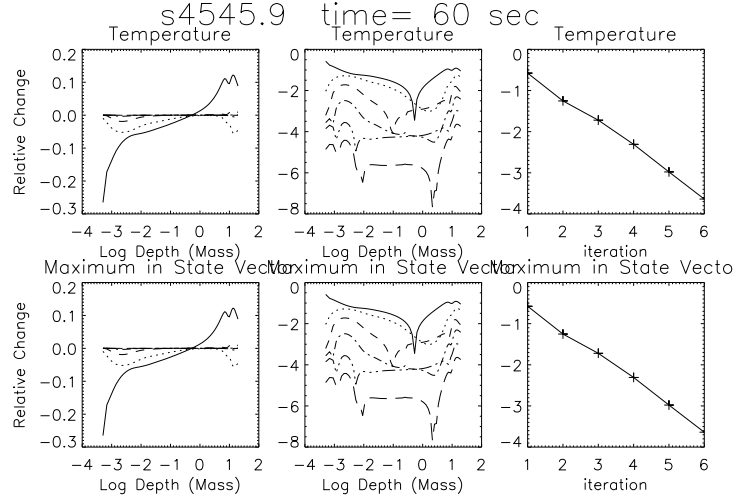 s4545.9 time= 60 sec
Temperature Temperature Temperature
Relative Change
0.2 0.1 0.0 −0.1 −0.2 −0.3
−4 −3 −2 −1 0 1 2
Log Depth (Mass)
0 −2 −4 −6 −8
−4 −3 −2 −1 0 1 2
Log Depth (Mass)
0 −1 −2 −3 −4
1 2 3 4 5 6
iteration
Maximum in State Vector Maximum in State Vector Maximum in State Vecto
Relative Change
0.2 0.1 0.0 −0.1 −0.2 −0.3
−4 −3 −2 −1 0 1 2
Log Depth (Mass)
0 −2 −4 −6 −8
−4 −3 −2 −1 0 1 2
Log Depth (Mass)
0 −1 −2 −3 −4
1 2 3 4 5 6
iteration